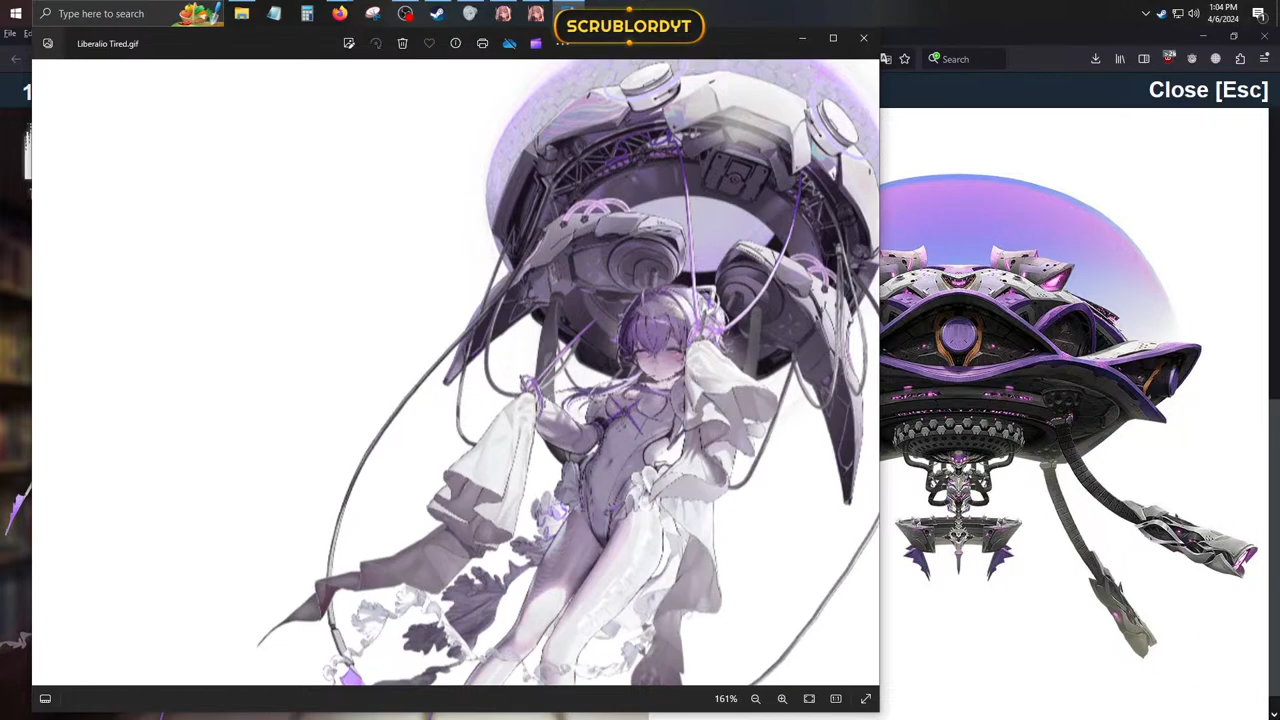 Type here to search
1:04 PM
4/6/2024
SCRUBLORDYT
Liberalio Tired.gif
Search
Close [Esc]
161%